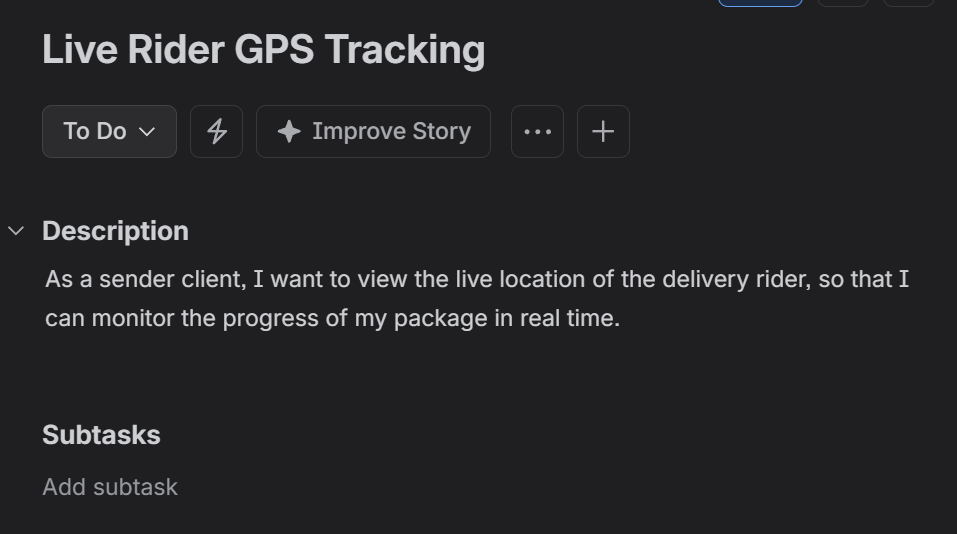 Live Rider GPS Tracking
To Do
Improve Story
Description
As a sender client, I want to view the live location of the delivery rider, so that I
can monitor the progress of my package in real time.
Subtasks
Add subtask